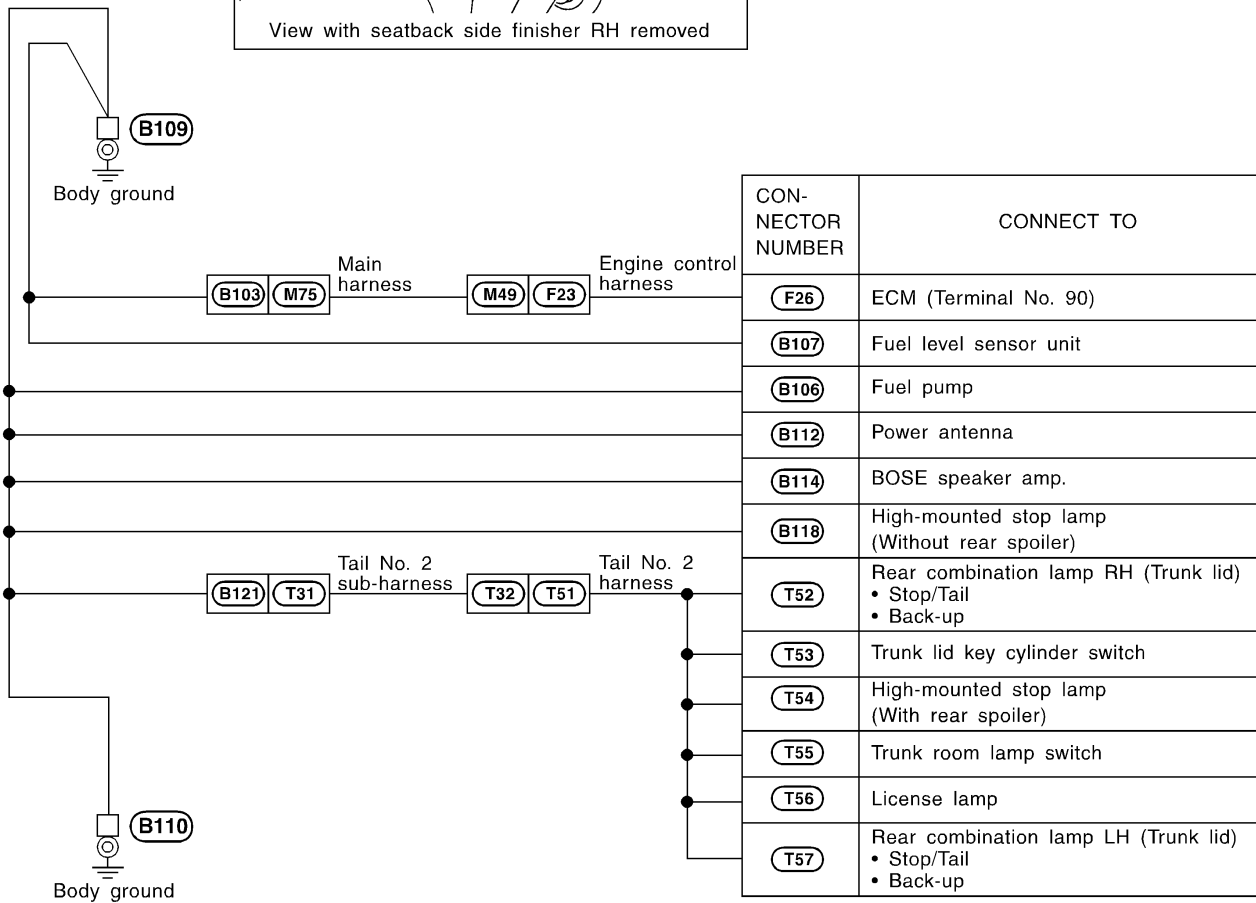 View with seatback side finisher RH removed
B109
Body ground
CON-
NECTOR
NUMBER
CONNECT TO
Main
harness
Engine control
harness
B103 M75
M49 F23
F26 ECM (Terminal No. 90)
B107 Fuel level sensor unit
B106 Fuel pump
B112 Power antenna
B114 BOSE speaker amp.
B118
High-mounted stop lamp
(Without rear spoiler)
Tail No. 2
sub-harness
Tail No. 2
harness
B121 T31
T32 T51
T52
Rear combination lamp RH (Trunk lid)
• Stop/Tail
• Back-up
T53 Trunk lid key cylinder switch
T54
High-mounted stop lamp
(With rear spoiler)
T55 Trunk room lamp switch
T56 License lamp
T57
Rear combination lamp LH (Trunk lid)
• Stop/Tail
• Back-up
B110
Body ground